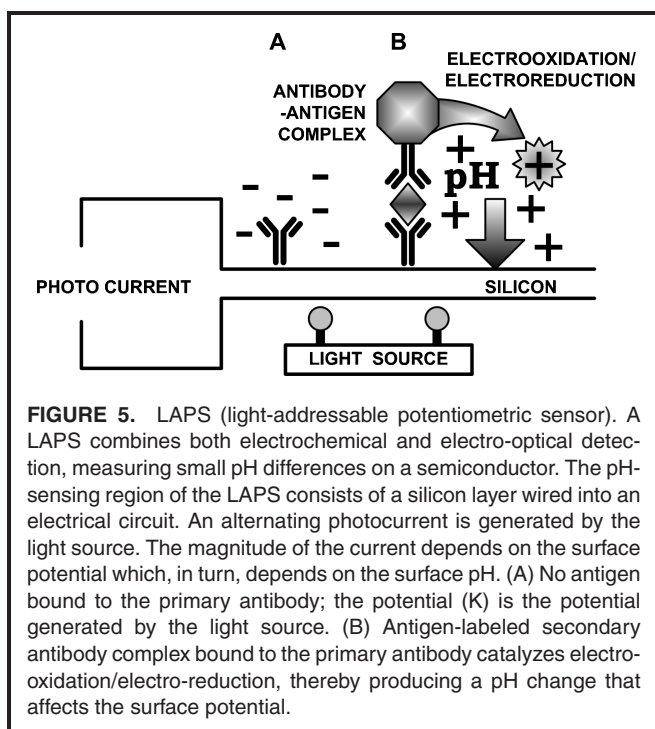 A B
ELECTROOXIDATION/
ELECTROREDUCTION
ANTIBODY
-ANTIGEN
COMPLEX
+ + pH + + +
- - - - -
PHOTO CURRENT
SILICON
LIGHT SOURCE
FIGURE 5. LAPS (light-addressable potentiometric sensor). A
LAPS combines both electrochemical and electro-optical detec-
tion, measuring small pH differences on a semiconductor. The pH-
sensing region of the LAPS consists of a silicon layer wired into an
electrical circuit. An alternating photocurrent is generated by the
light source. The magnitude of the current depends on the surface
potential which, in turn, depends on the surface pH. (A) No antigen
bound to the primary antibody; the potential (K) is the potential
generated by the light source. (B) Antigen-labeled secondary
antibody complex bound to the primary antibody catalyzes electro-
oxidation/electro-reduction, thereby producing a pH change that
affects the surface potential.